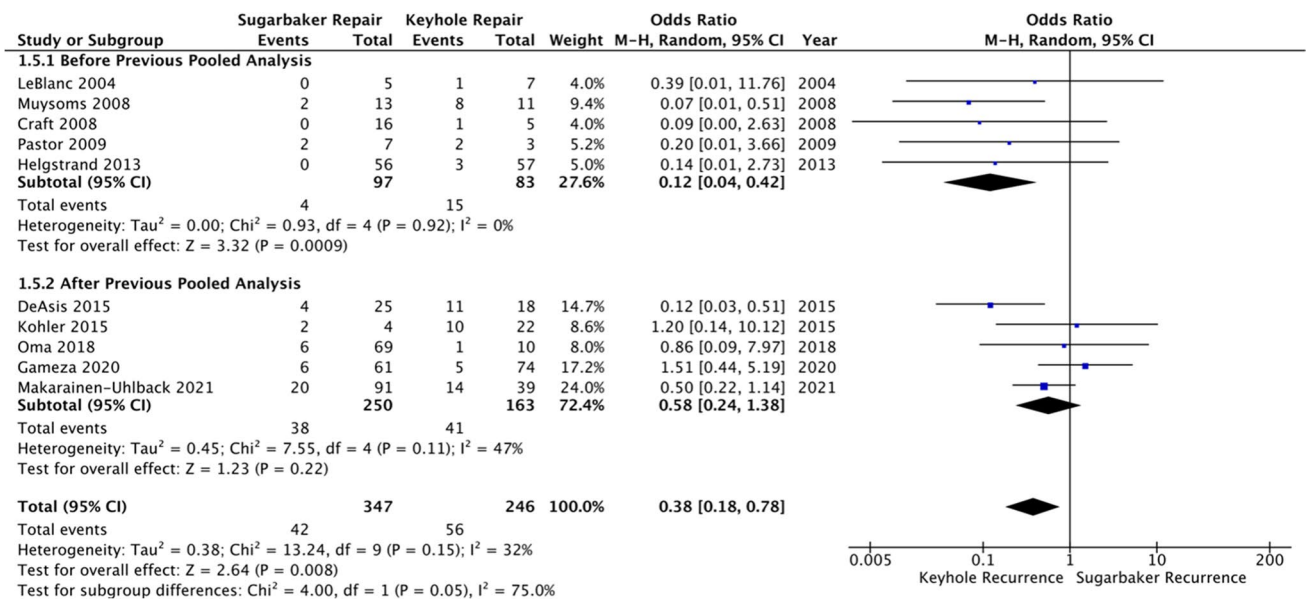 Sugarbaker Repair Keyhole Repair Odds Ratio Odds Ratio
Study or Subgroup Events Total Events Total Weight M-H, Random, 95% CI Year M-H, Random, 95% CI
1.5.1 Before Previous Pooled Analysis
LeBlanc 2004 0 5 1 7 4.0% 0.39 [0.01, 11.76] 2004
Muysoms 2008 2 13 8 11 9.4% 0.07 [0.01, 0.51] 2008
Craft 2008 0 16 1 5 4.0% 0.09 [0.00, 2.63] 2008
Pastor 2009 2 7 2 3 5.2% 0.20 [0.01, 3.66] 2009
Helgstrand 2013 0 56 3 57 5.0% 0.14 [0.01, 2.73] 2013
Subtotal (95% CI) 97 83 27.6% 0.12 [0.04, 0.42]
Total events 4 15
Heterogeneity: Tau² = 0.00; Chi² = 0.93, df = 4 (P = 0.92); I² = 0%
Test for overall effect: Z = 3.32 (P = 0.0009)
1.5.2 After Previous Pooled Analysis
DeAsis 2015 4 25 11 18 14.7% 0.12 [0.03, 0.51] 2015
Kohler 2015 2 4 10 22 8.6% 1.20 [0.14, 10.12] 2015
Oma 2018 6 69 1 10 8.0% 0.86 [0.09, 7.97] 2018
Gameza 2020 6 61 5 74 17.2% 1.51 [0.44, 5.19] 2020
Makarainen-Uhlback 2021 20 91 14 39 24.0% 0.50 [0.22, 1.14] 2021
Subtotal (95% CI) 250 163 72.4% 0.58 [0.24, 1.38]
Total events 38 41
Heterogeneity: Tau² = 0.45; Chi² = 7.55, df = 4 (P = 0.11); I² = 47%
Test for overall effect: Z = 1.23 (P = 0.22)
Total (95% CI) 347 246 100.0% 0.38 [0.18, 0.78]
Total events 42 56
Heterogeneity: Tau² = 0.38; Chi² = 13.24, df = 9 (P = 0.15); I² = 32%
Test for overall effect: Z = 2.64 (P = 0.008)
Test for subgroup differences: Chi² = 4.00, df = 1 (P = 0.05), I² = 75.0%
0.005 0.1 1 10 200
Keyhole Recurrence Sugarbaker Recurrence